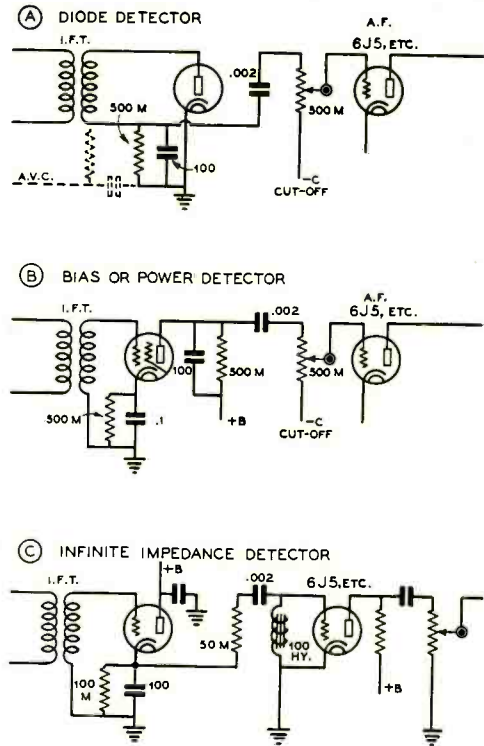 A DIODE DETECTOR
I.F.T.
A.F.
6J5, ETC.
.002
500 M
500 M
100
A.V.C.
-C
CUT-OFF
B BIAS OR POWER DETECTOR
I.F.T.
A.F.
6J5, ETC.
.002
100
500 M
500 M
500 M
.1
+B
-C
CUT-OFF
C INFINITE IMPEDANCE DETECTOR
+B
I.F.T.
.002
6J5, ETC.
50 M
100
HY.
100
M
100
+B